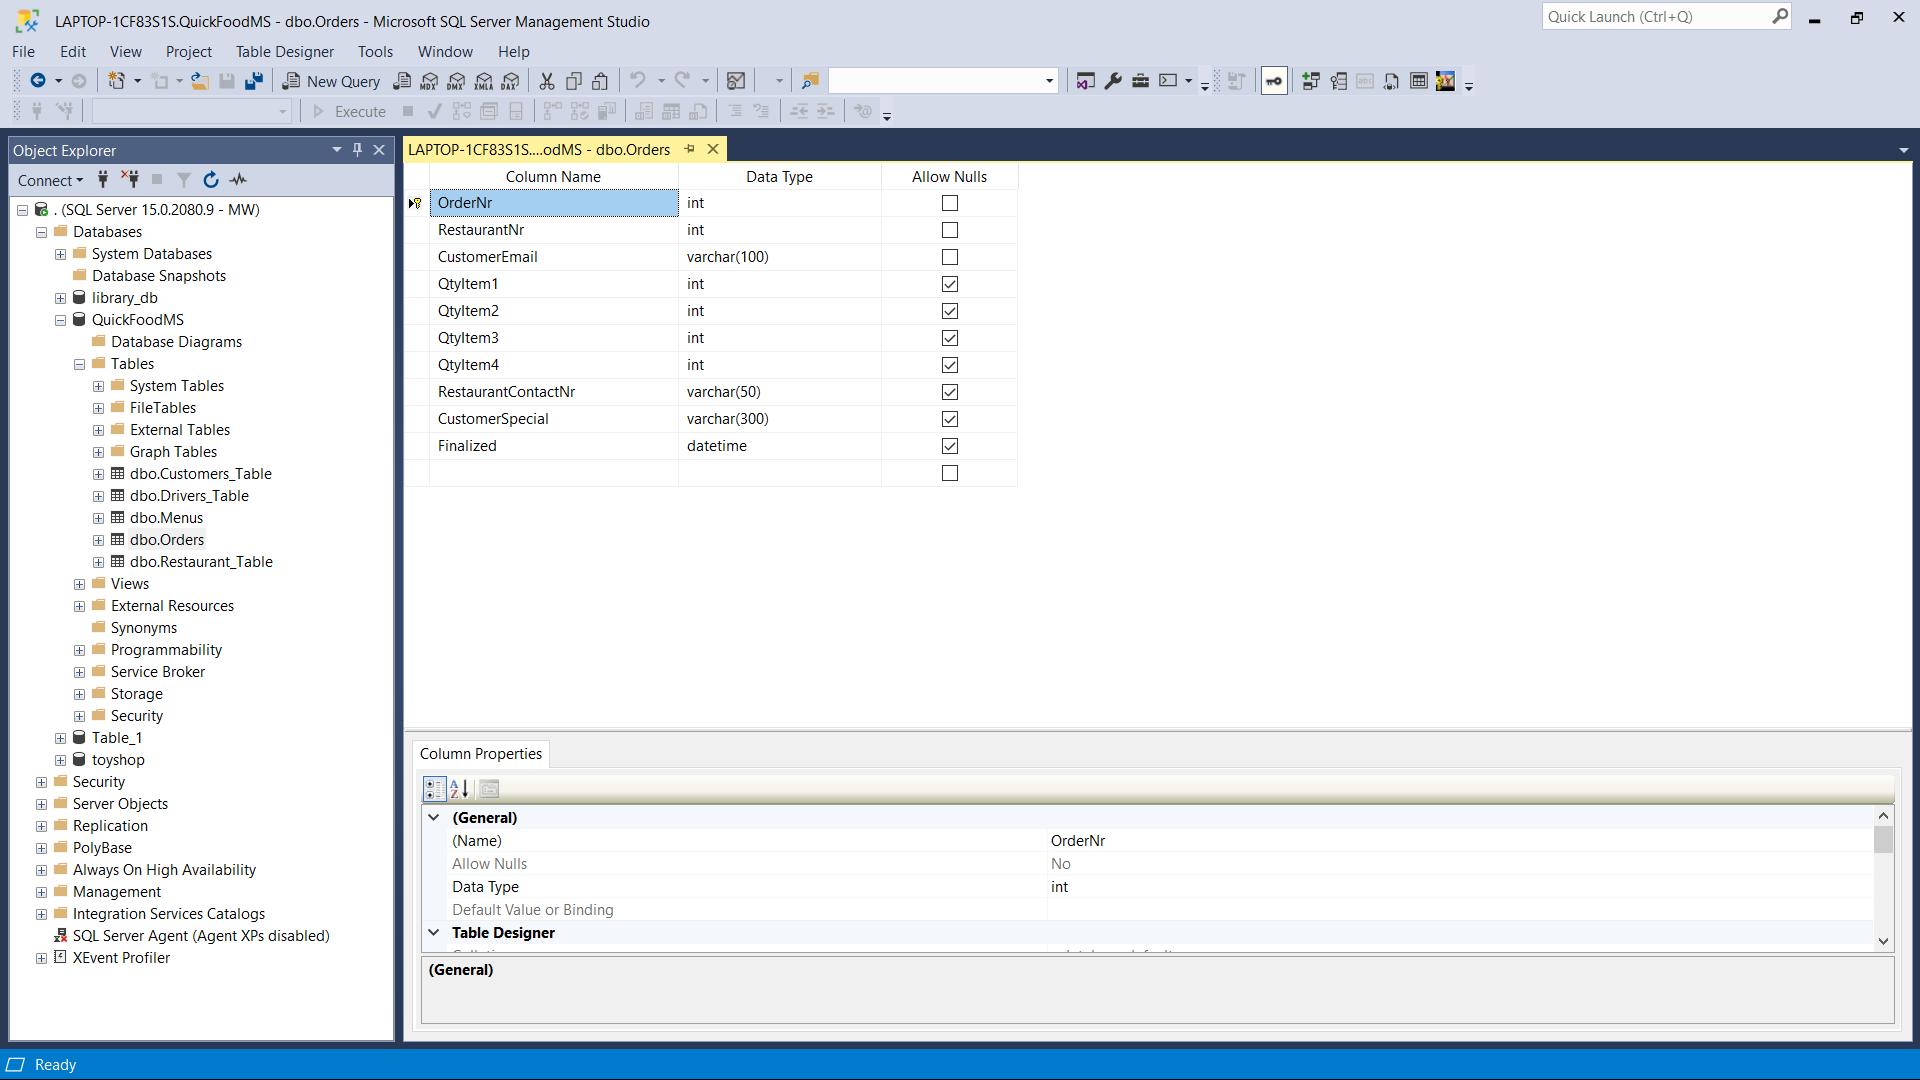 LAPTOP-1CF83S1S.QuickFoodMS - dbo.Orders - Microsoft SQL Server Management Studio
Quick Launch (Ctrl+Q)
File Edit View Project Table Designer Tools Window Help
New Query MDX DMX XMLA DAX
Execute
Object Explorer
Connect
. (SQL Server 15.0.2080.9 - MW)
Databases
System Databases
Database Snapshots
library_db
QuickFoodMS
Database Diagrams
Tables
System Tables
FileTables
External Tables
Graph Tables
dbo.Customers_Table
dbo.Drivers_Table
dbo.Menus
dbo.Orders
dbo.Restaurant_Table
Views
External Resources
Synonyms
Programmability
Service Broker
Storage
Security
Table_1
toyshop
Security
Server Objects
Replication
PolyBase
Always On High Availability
Management
Integration Services Catalogs
SQL Server Agent (Agent XPs disabled)
XEvent Profiler
LAPTOP-1CF83S1S....odMS - dbo.Orders
Column Name Data Type Allow Nulls
OrderNr int
RestaurantNr int
CustomerEmail varchar(100)
QtyItem1 int
QtyItem2 int
QtyItem3 int
QtyItem4 int
RestaurantContactNr varchar(50)
CustomerSpecial varchar(300)
Finalized datetime
Column Properties
(General)
(Name) OrderNr
Allow Nulls No
Data Type int
Default Value or Binding
Table Designer
(General)
Ready